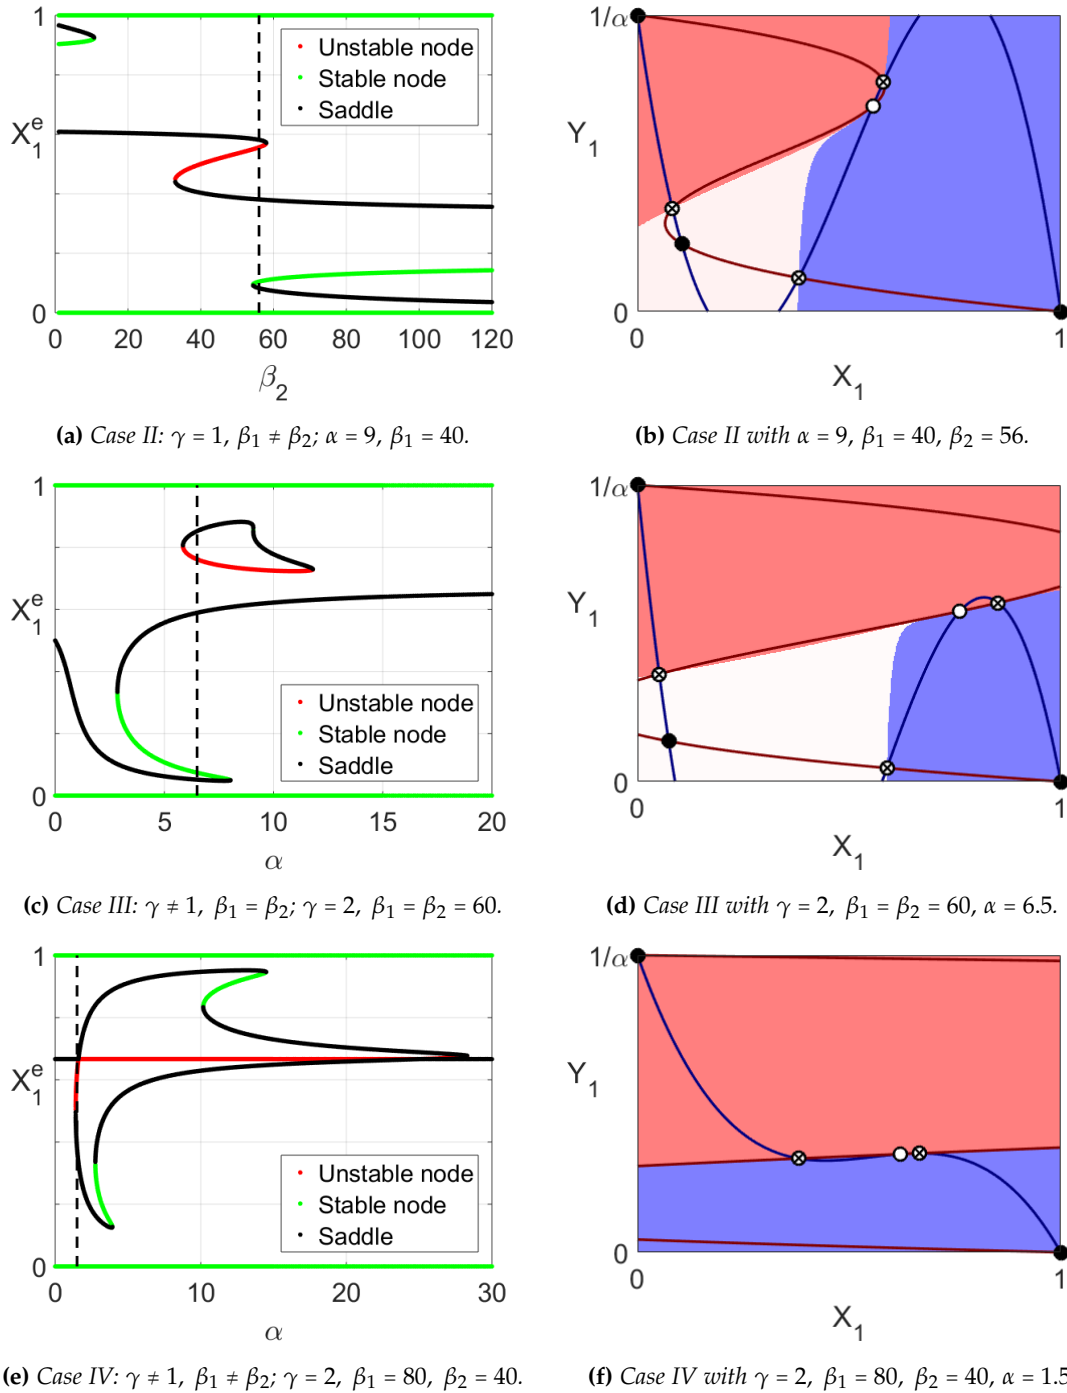 1
X₁ᵉ
0
Unstable node
Stable node
Saddle
0 20 40 60 80 100 120
β₂
(a) Case II: γ = 1, β₁ ≠ β₂; α = 9, β₁ = 40.
1/α
Y₁
0
0 1
X₁
(b) Case II with α = 9, β₁ = 40, β₂ = 56.
1
X₁ᵉ
0
Unstable node
Stable node
Saddle
0 5 10 15 20
α
(c) Case III: γ ≠ 1, β₁ = β₂; γ = 2, β₁ = β₂ = 60.
1/α
Y₁
0
0 1
X₁
(d) Case III with γ = 2, β₁ = β₂ = 60, α = 6.5.
1
X₁ᵉ
0
Unstable node
Stable node
Saddle
0 10 20 30
α
(e) Case IV: γ ≠ 1, β₁ ≠ β₂; γ = 2, β₁ = 80, β₂ = 40.
1/α
Y₁
0
0 1
X₁
(f) Case IV with γ = 2, β₁ = 80, β₂ = 40, α = 1.5